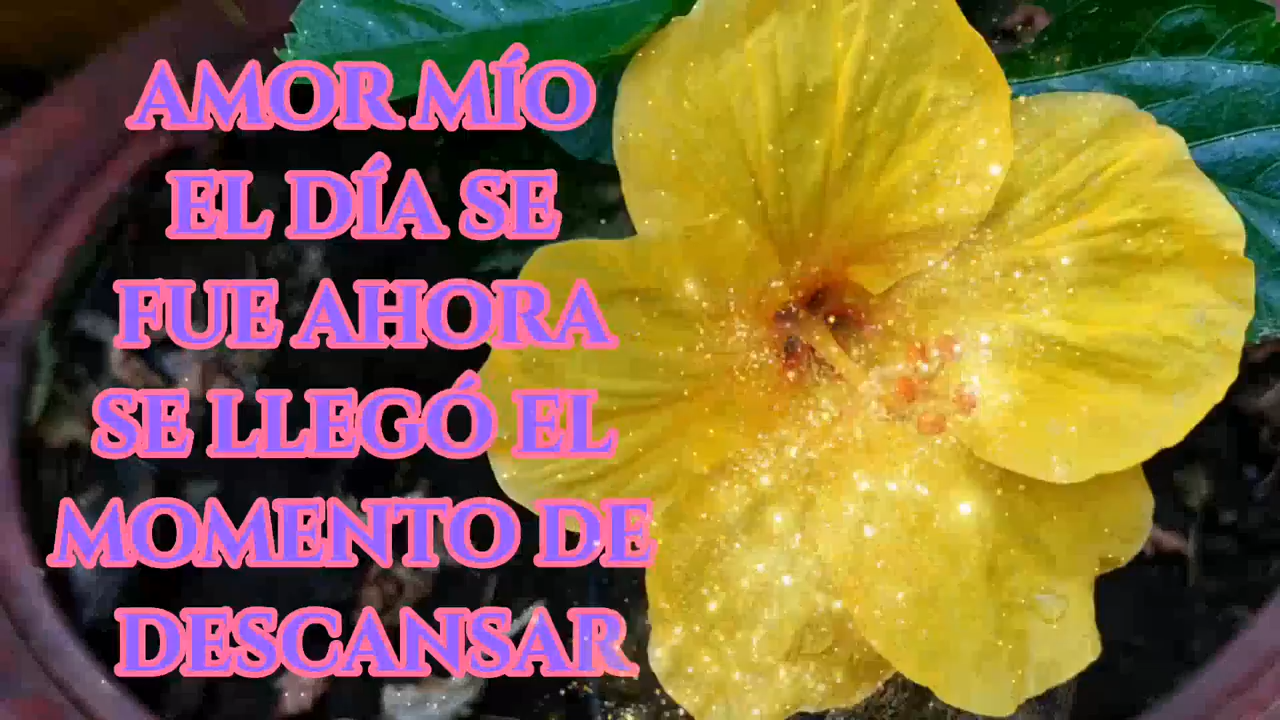 AMOR MÍO
EL DÍA SE
FUE AHORA
SE LLEGÓ EL
MOMENTO DE
DESCANSAR